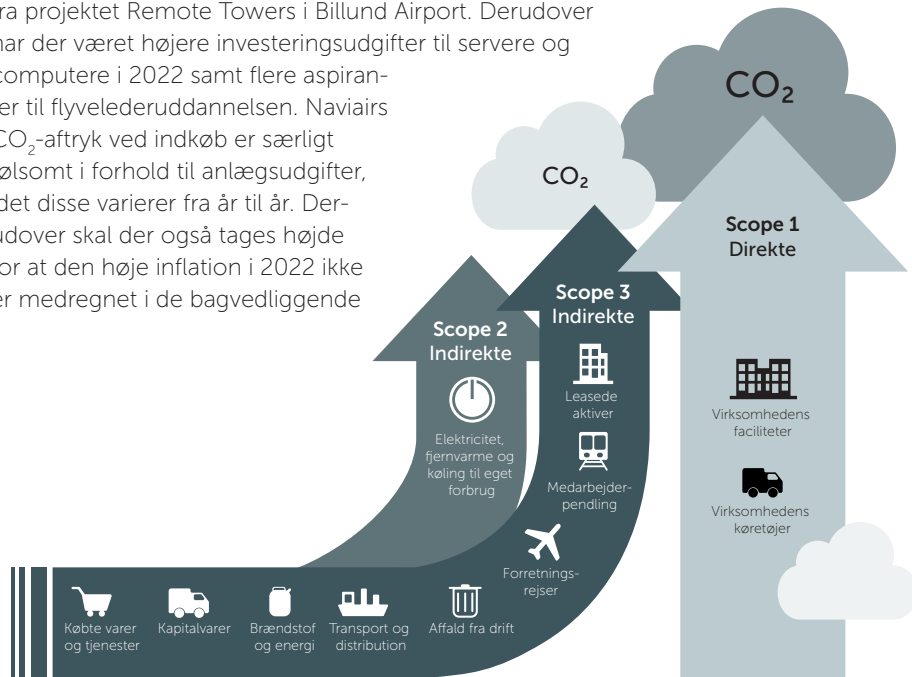 ra projektet Remote Towers i Billund Airport. Derudover
har der været højere investeringsudgifter til servere og
computere i 2022 samt flere aspiran-
er til flyvelederuddannelsen. Naviairs
CO₂-aftryk ved indkøb er særligt
ølsomt i forhold til anlægsudgifter,
det disse varierer fra år til år. Der-
udover skal der også tages højde
or at den høje inflation i 2022 ikke
er medregnet i de bagvedliggende
CO₂
CO₂
Scope 1
Direkte
Virksomhedens
faciliteter
Virksomhedens
køretøjer
Scope 3
Indirekte
Leasede
aktiver
Medarbejder-
pendling
Forretnings-
rejser
Scope 2
Indirekte
Elektricitet,
fjernvarme og
køling til eget
forbrug
Købte varer
og tjenester
Kapitalvarer
Brændstof
og energi
Transport og
distribution
Affald fra drift